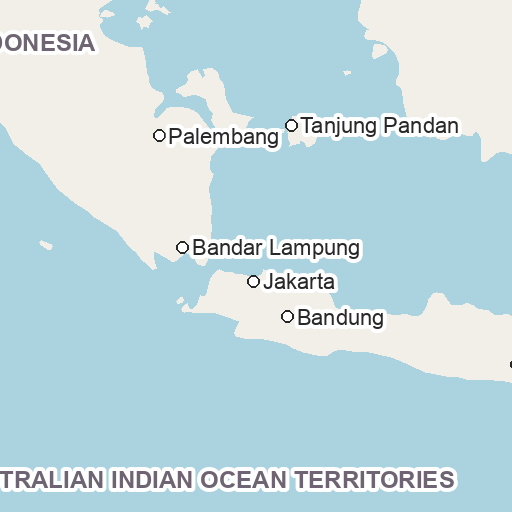 DONESIA
Tanjung Pandan
Palembang
Bandar Lampung
Jakarta
Bandung
TRALIAN INDIAN OCEAN TERRITORIES